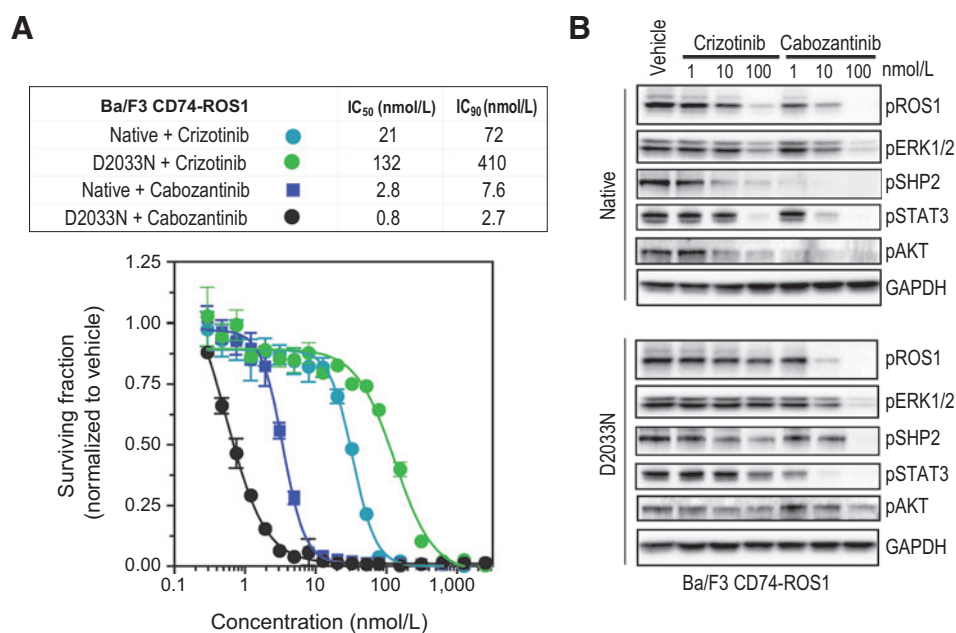 A
Ba/F3 CD74-ROS1 IC50 (nmol/L) IC90 (nmol/L)
Native + Crizotinib 21 72
D2033N + Crizotinib 132 410
Native + Cabozantinib 2.8 7.6
D2033N + Cabozantinib 0.8 2.7
Surviving fraction
(normalized to vehicle)
1.25
1.00
0.75
0.50
0.25
0.00
0.1 1 10 100 1,000
Concentration (nmol/L)
B
Vehicle Crizotinib Cabozantinib
1 10 100 1 10 100 nmol/L
Native
pROS1
pERK1/2
pSHP2
pSTAT3
pAKT
GAPDH
D2033N
pROS1
pERK1/2
pSHP2
pSTAT3
pAKT
GAPDH
Ba/F3 CD74-ROS1